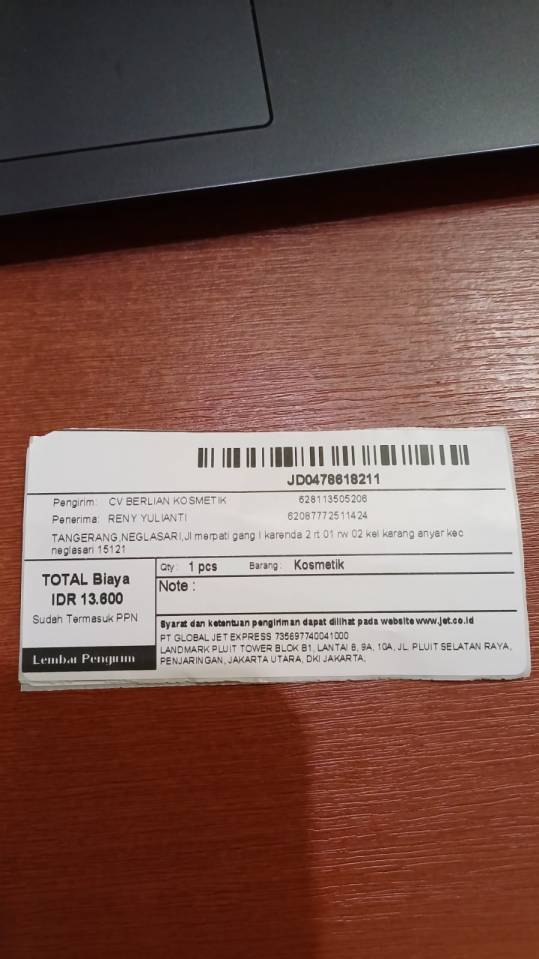 JD0478618211
Pengirim: CV BERLIAN KOSMETIK 628113505206
Penerima: RENY YULIANTI 62087772511424
TANGERANG,NEGLASARI,Jl merpati gang I karenda 2 rt 01 rw 02 kel karang anyar kec
neglasari 15121
TOTAL Biaya
IDR 13.600
Sudah Termasuk PPN
Lembar Pengirim
Qty: 1 pcs Barang: Kosmetik
Note :
Syarat dan ketentuan pengiriman dapat dilihat pada website www.jet.co.id
PT GLOBAL JET EXPRESS 735697740041000
LANDMARK PLUIT TOWER BLOK B1, LANTAI 8, 9A, 10A, JL. PLUIT SELATAN RAYA,
PENJARINGAN, JAKARTA UTARA, DKI JAKARTA,